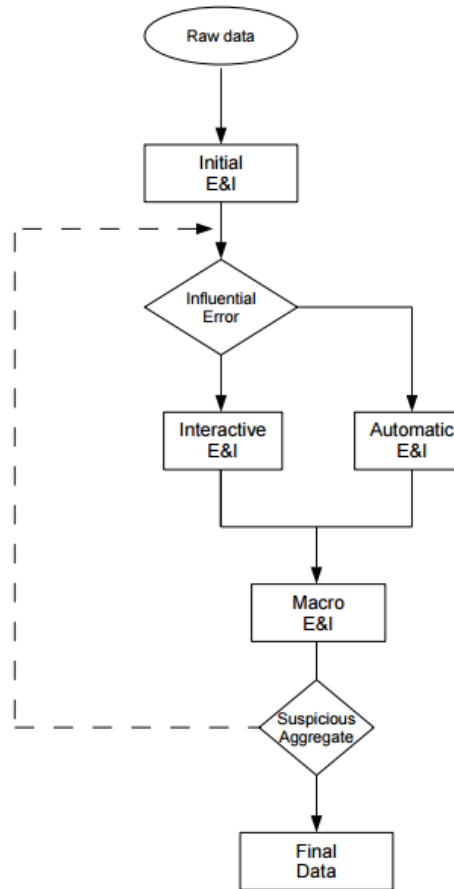 Raw data
Initial
E&I
Influential
Error
Interactive
E&I
Automatic
E&I
Macro
E&I
Suspicious
Aggregate
Final
Data